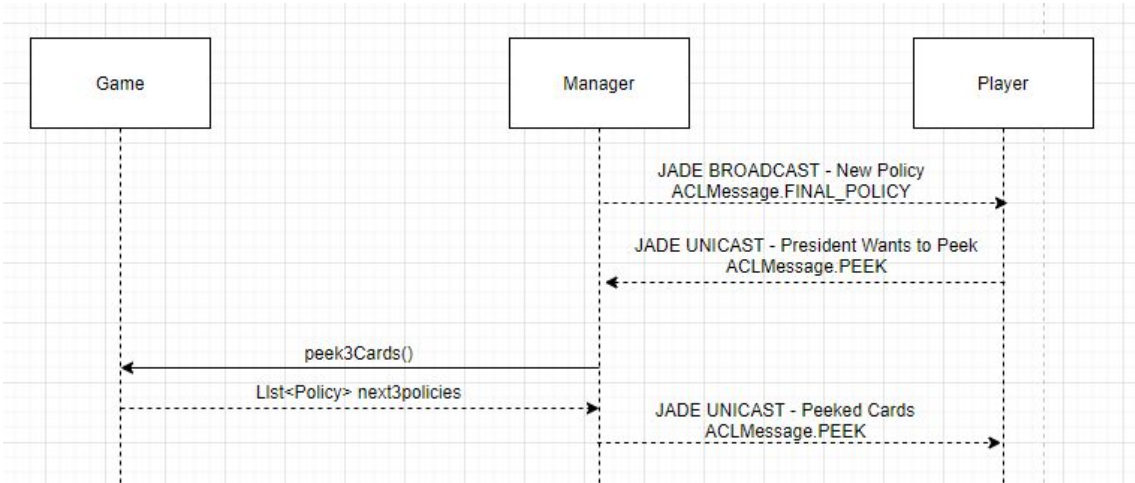 Game
Manager
Player
JADE BROADCAST - New Policy
ACLMessage.FINAL_POLICY
JADE UNICAST - President Wants to Peek
ACLMessage.PEEK
peek3Cards()
LIst<Policy> next3policies
JADE UNICAST - Peeked Cards
ACLMessage.PEEK